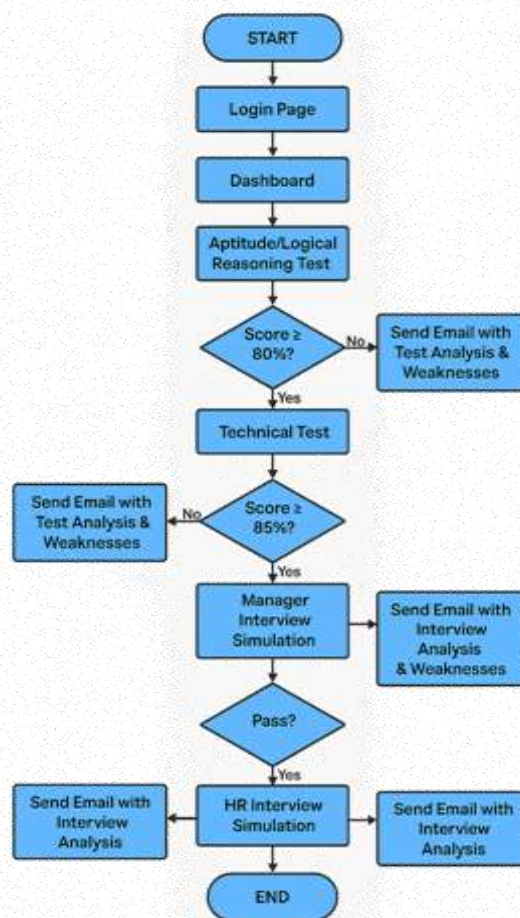 START
Login Page
Dashboard
Aptitude/Logical
Reasoning Test
Score ≥
80%?
No
Send Email with
Test Analysis &
Weaknesses
Yes
Technical Test
Score ≥
85%?
No
Send Email with
Test Analysis &
Weaknesses
Yes
Manager
Interview
Simulation
Send Email with
Interview
Analysis
& Weaknesses
Pass?
Yes
HR Interview
Simulation
Send Email with
Interview
Analysis
Send Email with
Interview
Analysis
END